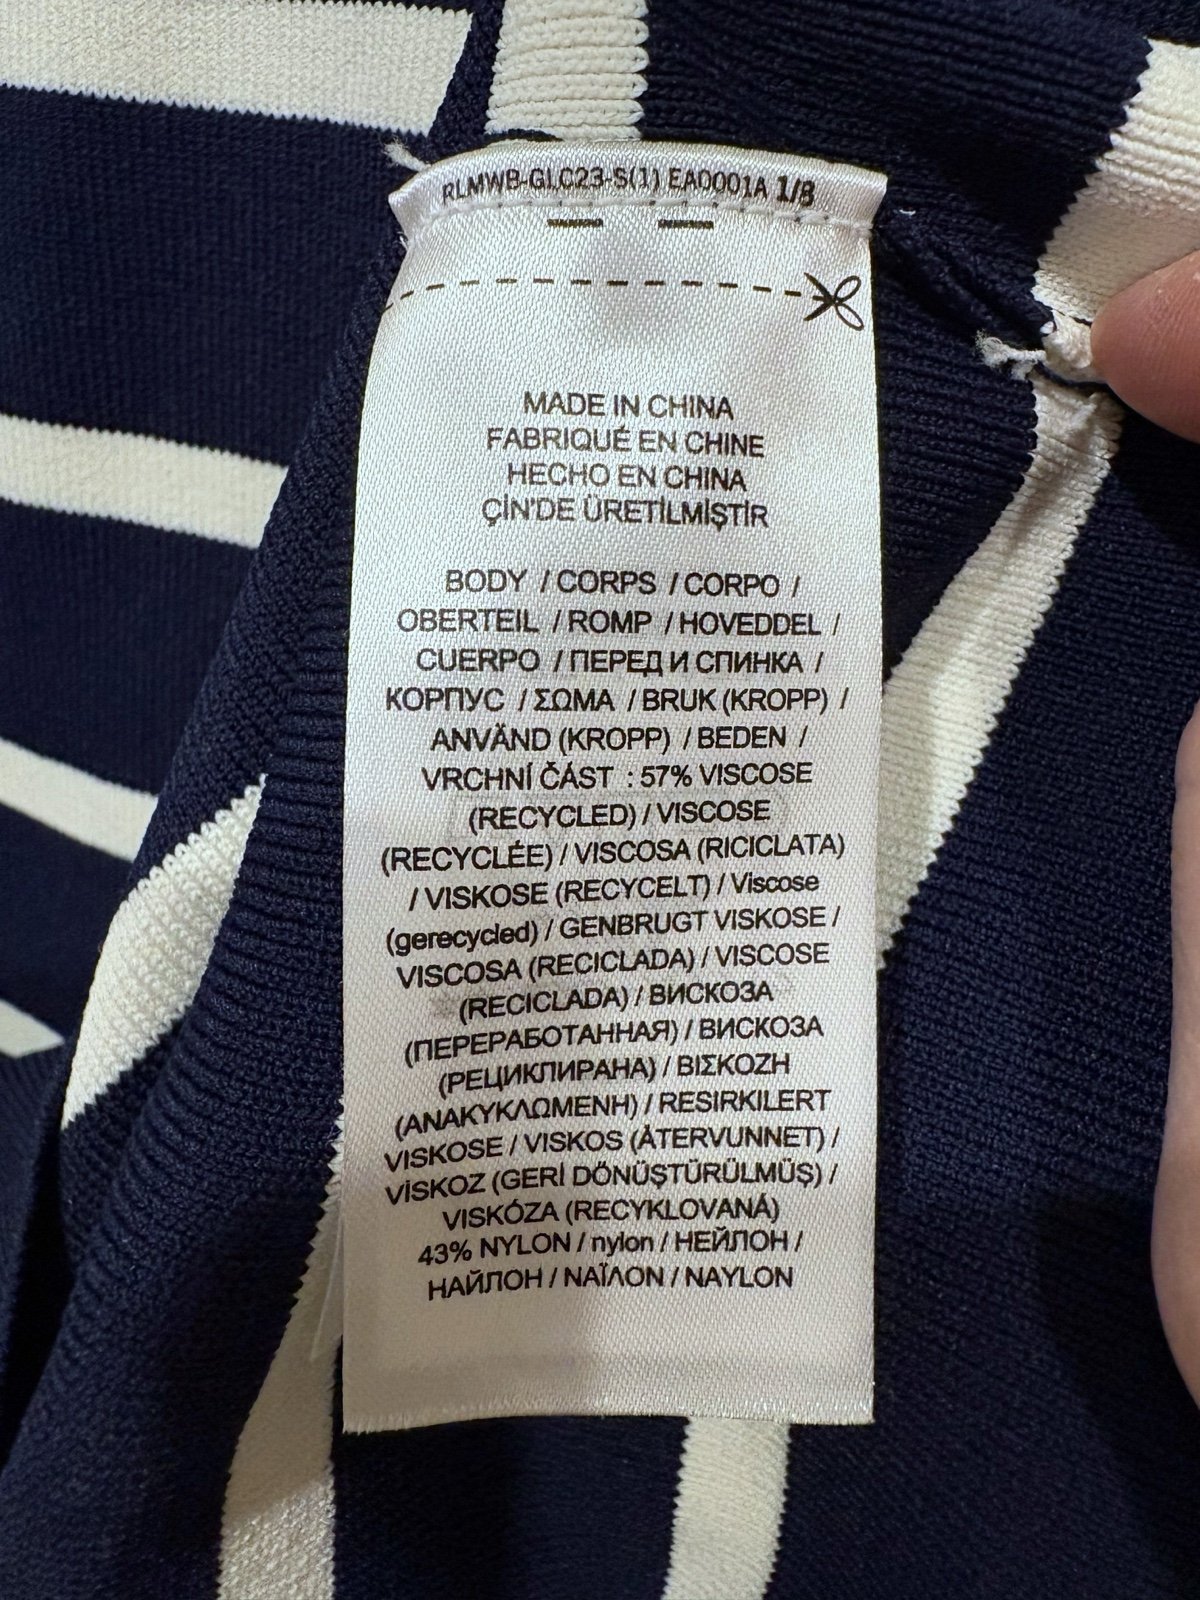 RLMWB-GLC23-S(1) EA0001A 1/8
MADE IN CHINA
FABRIQUÉ EN CHINE
HECHO EN CHINA
ÇİN'DE ÜRETİLMİŞTİR
BODY / CORPS / CORPO /
OBERTEIL / ROMP / HOVEDDEL /
CUERPO / ПЕРЕД И СПИНКА /
КОРПУС / ΣΩΜΑ / BRUK (KROPP) /
ANVÄND (KROPP) / BEDEN /
VRCHNÍ ČÁST : 57% VISCOSE
(RECYCLED) / VISCOSE
(RECYCLÉE) / VISCOSA (RICICLATA)
/ VISKOSE (RECYCELT) / Viscose
(gerecycled) / GENBRUGT VISKOSE /
VISCOSA (RECICLADA) / VISCOSE
(RECICLADA) / ВИСКОЗА
(ПЕРЕРАБОТАННАЯ) / ВИСКОЗА
(РЕЦИКЛИРАНА) / ΒΙΣΚΟΖΗ
(ΑΝΑΚΥΚΛΩΜΕΝΗ) / RESIRKILERT
VISKOSE / VISKOS (ÅTERVUNNET) /
VİSKOZ (GERİ DÖNÜŞTÜRÜLMÜŞ) /
VISKÓZA (RECYKLOVANÁ)
43% NYLON / nylon / НЕЙЛОН /
НАЙЛОН / ΝΑΪΛΟΝ / NAYLON